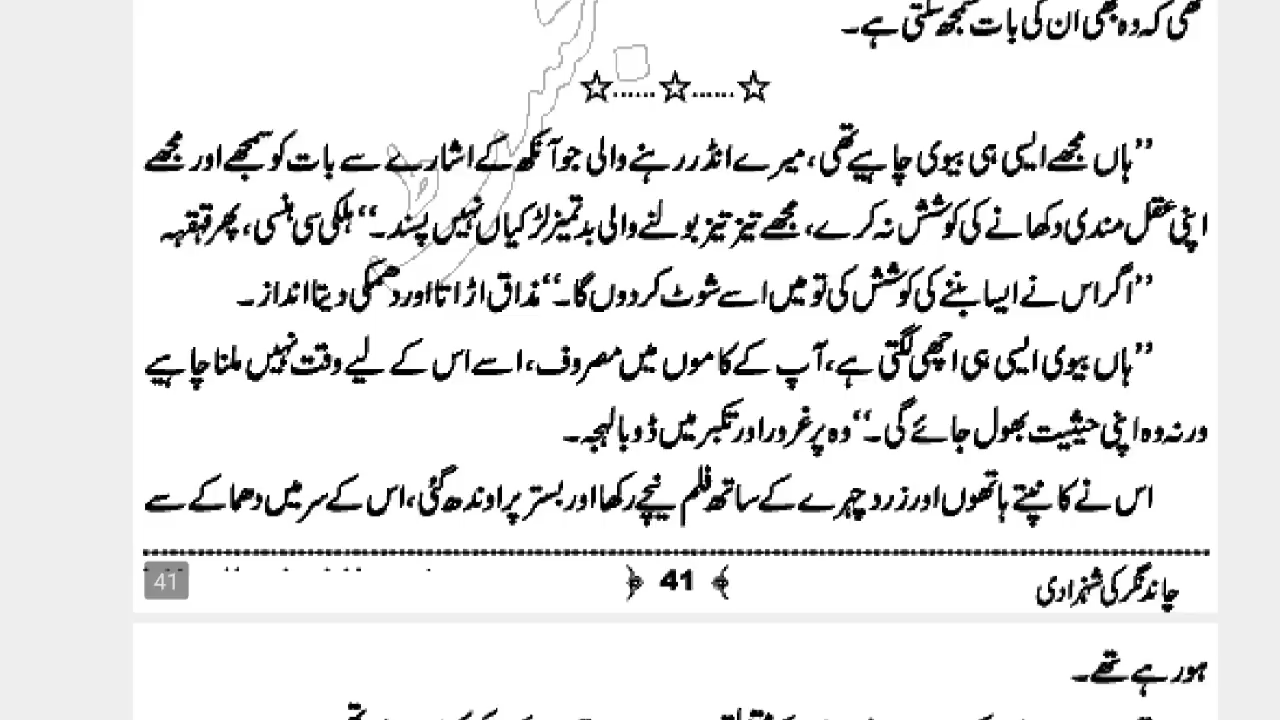 تھی کہ وہ بھی ان کی بات سمجھ سکتی ہے۔
☆......☆......☆
”ہاں مجھے ایسی ہی بیوی چاہیے تھی، میرے انڈر رہنے والی جو آنکھ کے اشارے سے بات کو سمجھے اور مجھے
اپنی عقل مندی دکھانے کی کوشش نہ کرے، مجھے تیز تیز بولنے والی بدتمیز لڑکیاں نہیں پسند۔“ ہلکی سی ہنسی، پھر قہقہہ
”اگر اس نے ایسا بننے کی کوشش کی تو میں اسے شوٹ کر دوں گا۔“ مذاق اڑاتا اور دھمکی دیتا انداز۔
”ہاں بیوی ایسی ہی اچھی لگتی ہے، آپ کے کاموں میں مصروف، اسے اس کے لیے وقت نہیں ملنا چاہیے
ورنہ وہ اپنی حیثیت بھول جائے گی۔“ وہ پر غرور اور تکبر میں ڈوبا لہجہ۔
اس نے کانپتے ہاتھوں اور زرد چہرے کے ساتھ فلم نیچے رکھا اور بستر پر اوندھ گئی، اس کے سر میں دھماکے سے
چاند نگر کی شہزادی
41
41
ہو رہے تھے۔